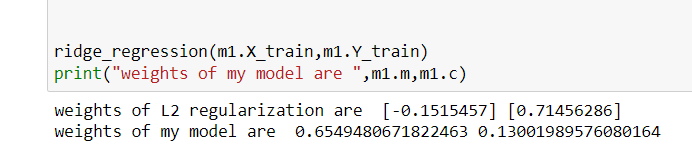 ridge_regression(m1.X_train,m1.Y_train)
print("weights of my model are ",m1.m,m1.c)
weights of L2 regularization are  [-0.1515457] [0.71456286]
weights of my model are  0.6549480671822463 0.13001989576080164